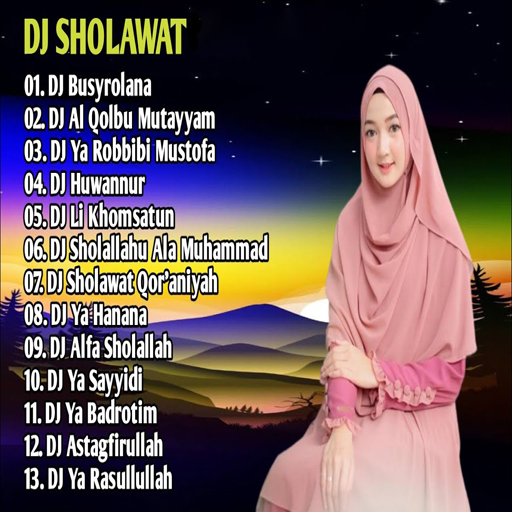 DJ SHOLAWAT
01. DJ Busyrolana
02. DJ Al Qolbu Mutayyam
03. DJ Ya Robbibi Mustofa
04. DJ Huwannur
05. DJ Li Khomsatun
06. DJ Sholallahu Ala Muhammad
07. DJ Sholawat Qor'aniyah
08. DJ Ya Hanana
09. DJ Alfa Sholallah
10. DJ Ya Sayyidi
11. DJ Ya Badrotim
12. DJ Astagfirullah
13. DJ Ya Rasullullah